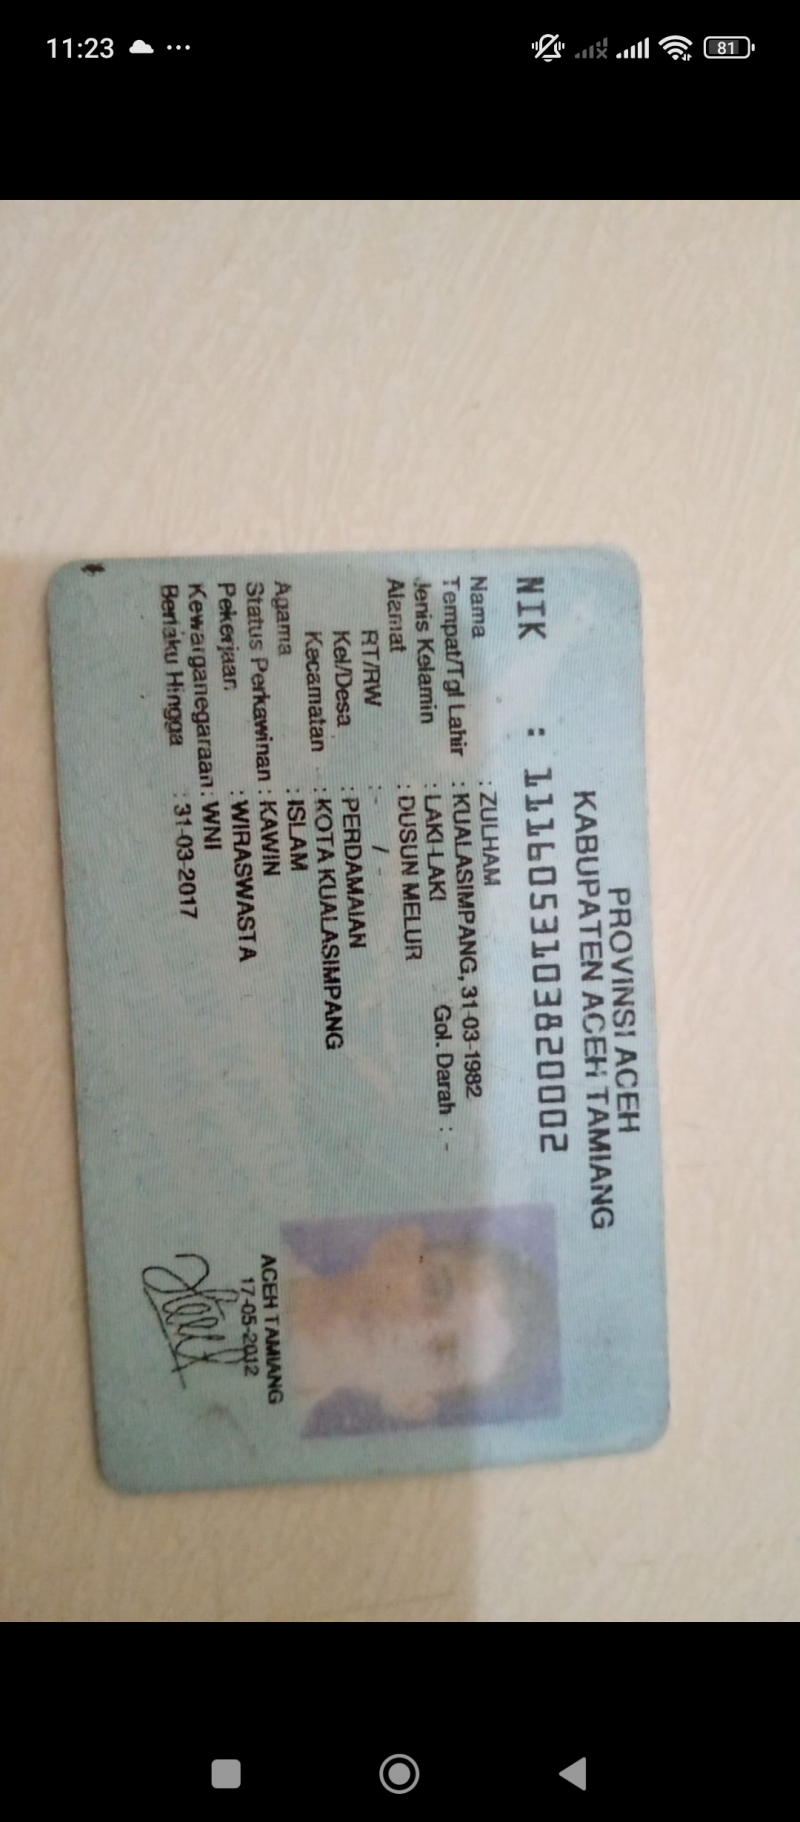 11:23
81
PROVINSI ACEH
KABUPATEN ACEH TAMIANG
NIK : 1116053103820002
Nama : ZULHAM
Tempat/Tgl Lahir : KUALASIMPANG, 31-03-1982
Jenis Kelamin : LAKI-LAKI Gol. Darah : -
Alamat : DUSUN MELUR
RT/RW : - / -
Kel/Desa : PERDAMAIAN
Kecamatan : KOTA KUALASIMPANG
Agama : ISLAM
Status Perkawinan : KAWIN
Pekerjaan : WIRASWASTA
Kewarganegaraan : WNI
Berlaku Hingga : 31-03-2017
ACEH TAMIANG
17-05-2012